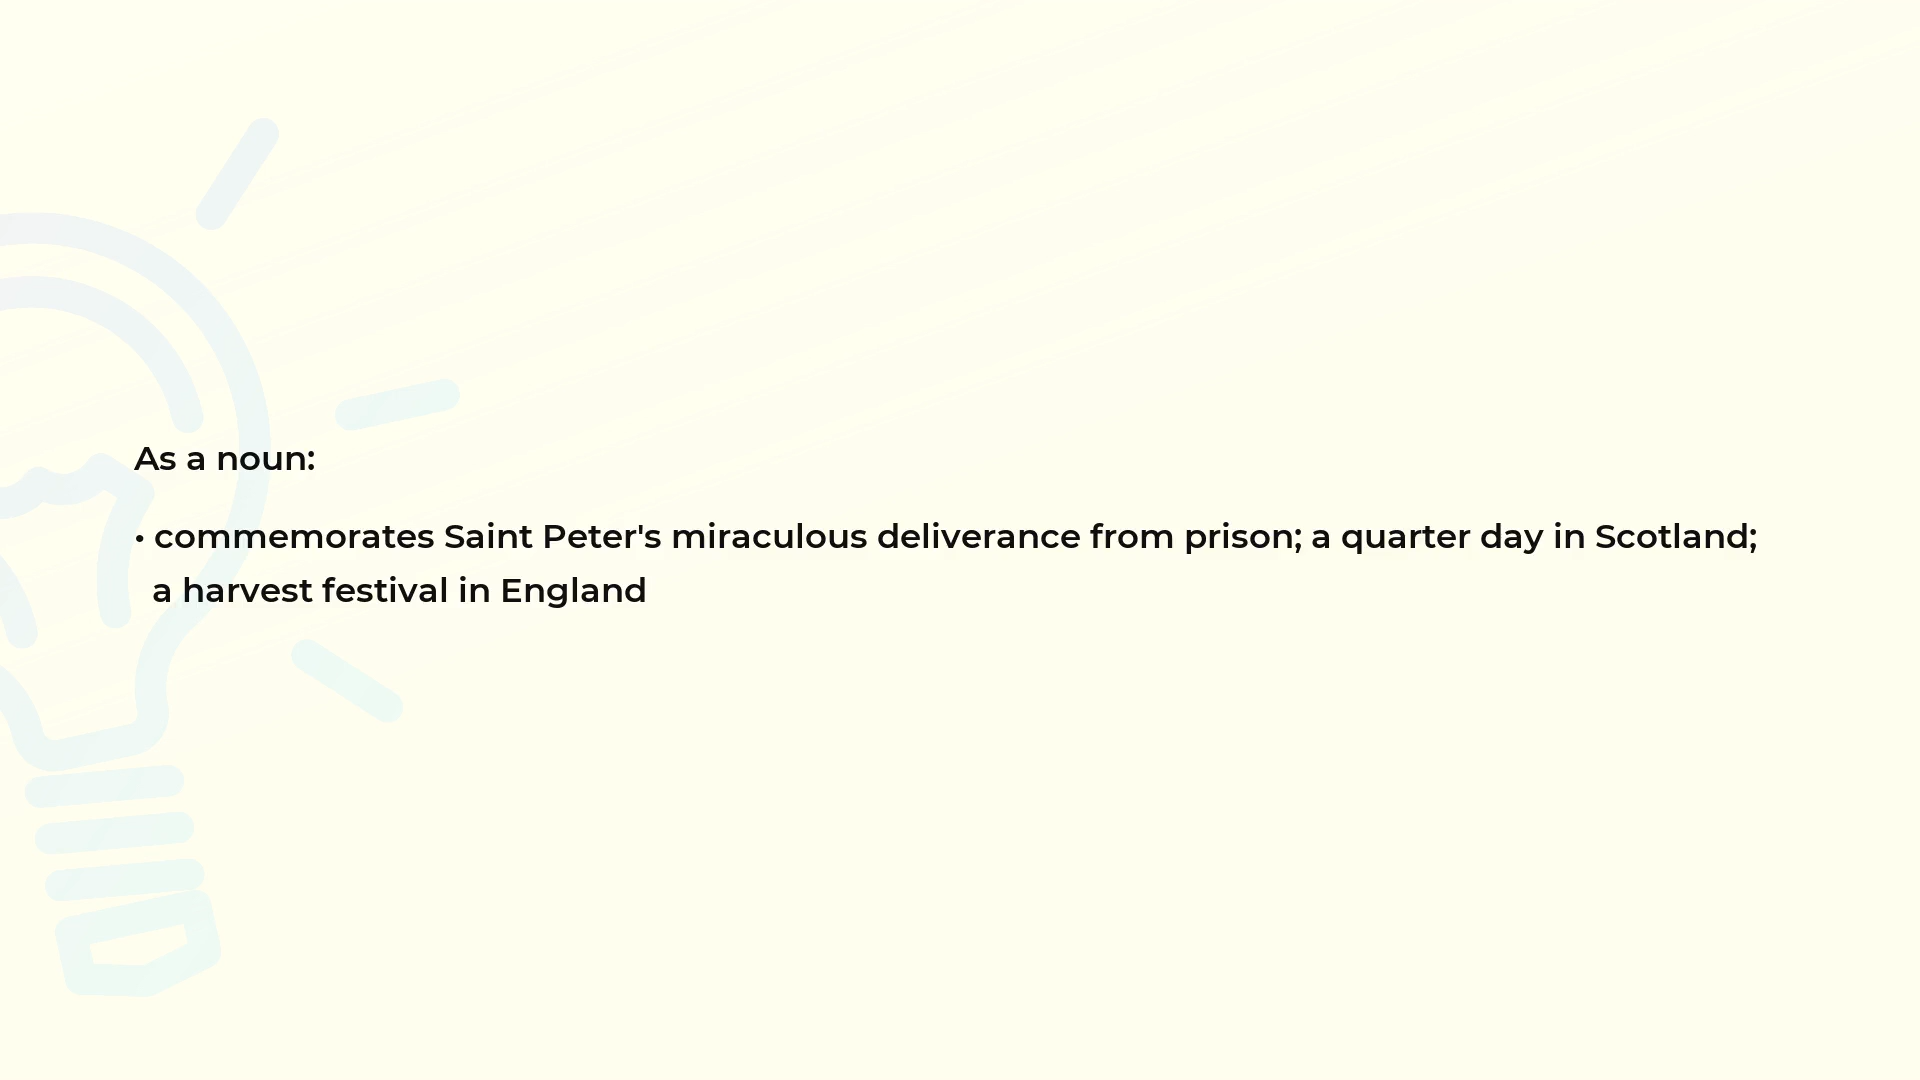 As a noun:
• commemorates Saint Peter's miraculous deliverance from prison; a quarter day in Scotland;
a harvest festival in England